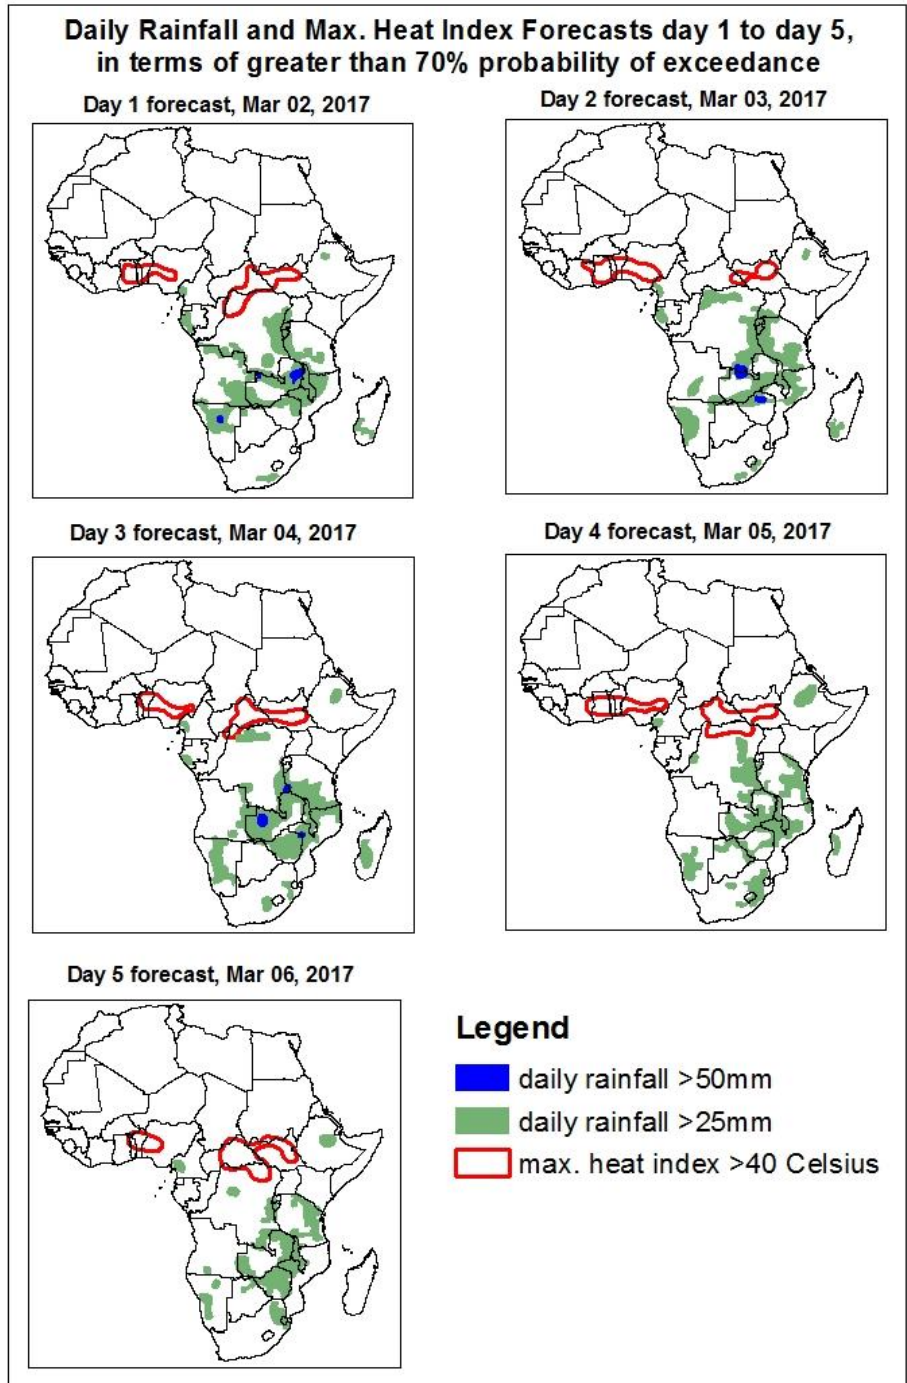 Daily Rainfall and Max. Heat Index Forecasts day 1 to day 5,
in terms of greater than 70% probability of exceedance
Day 1 forecast, Mar 02, 2017
Day 2 forecast, Mar 03, 2017
Day 3 forecast, Mar 04, 2017
Day 4 forecast, Mar 05, 2017
Day 5 forecast, Mar 06, 2017
Legend
daily rainfall >50mm
daily rainfall >25mm
max. heat index >40 Celsius